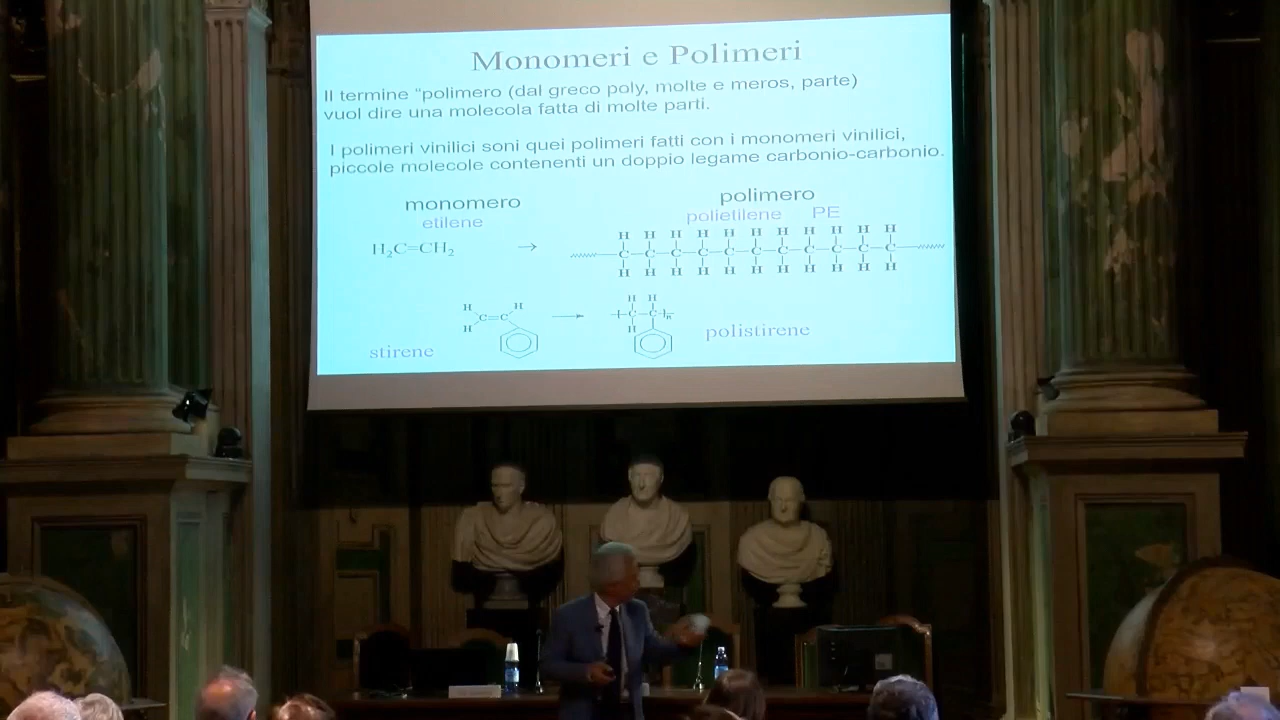 Monomeri e Polimeri
Il termine "polimero (dal greco poly, molte e meros, parte)
vuol dire una molecola fatta di molte parti.
I polimeri vinilici soni quei polimeri fatti con i monomeri vinilici,
piccole molecole contenenti un doppio legame carbonio-carbonio.
monomero
polimero
etilene
polietilene PE
H H H H H H H H H H H
H₂C=CH₂ →
C-C-C-C-C-C-C-C-C-C-C
H H H H H H H H H H H
H H
C=C
H
→
H H
C-C
n
H
stirene
polistirene